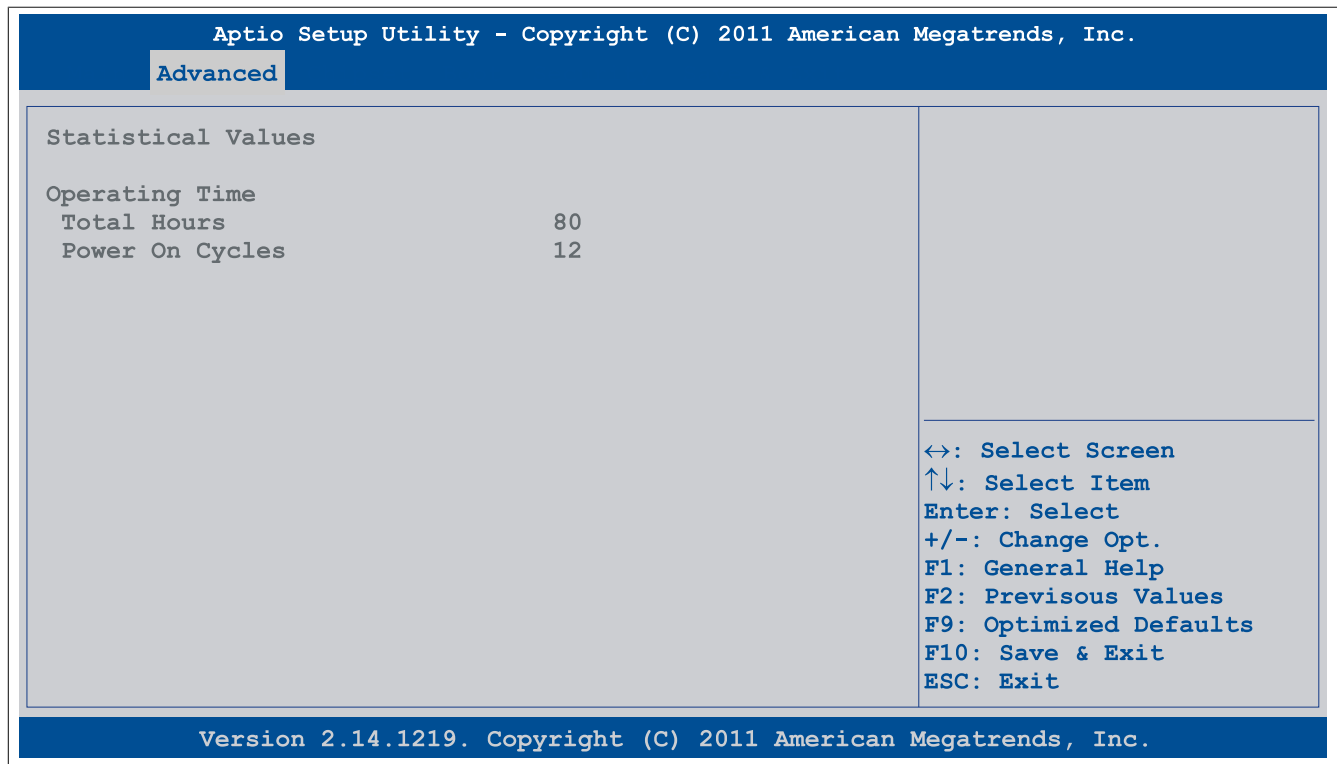 Aptio Setup Utility - Copyright (C) 2011 American Megatrends, Inc.
Advanced
Statistical Values
Operating Time
Total Hours 80
Power On Cycles 12
↔: Select Screen
↑↓: Select Item
Enter: Select
+/-: Change Opt.
F1: General Help
F2: Previsous Values
F9: Optimized Defaults
F10: Save & Exit
ESC: Exit
Version 2.14.1219. Copyright (C) 2011 American Megatrends, Inc.